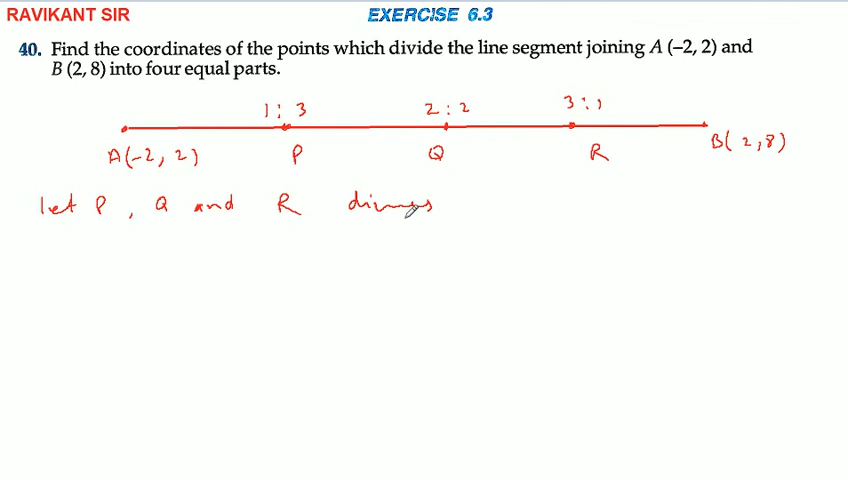 RAVIKANT SIR EXERCISE 6.3
40. Find the coordinates of the points which divide the line segment joining A (–2, 2) and
B (2, 8) into four equal parts.
1 : 3 2 : 2 3 : 1
A(-2, 2) P Q R B(2,8)
let P, Q and R divides